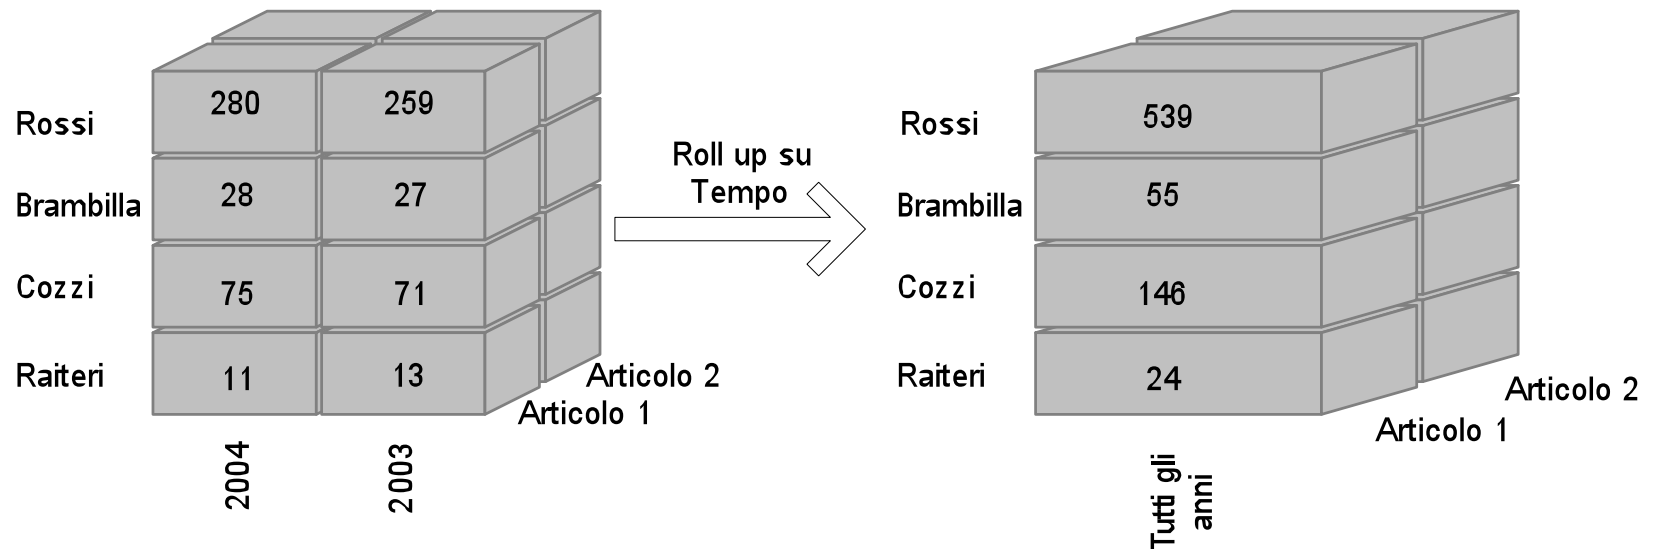 Rossi 280 259
Brambilla 28 27
Cozzi 75 71
Raiteri 11 13
Articolo 2
Articolo 1
2004 2003
Roll up su
Tempo
Rossi 539
Brambilla 55
Cozzi 146
Raiteri 24
Articolo 2
Articolo 1
Tutti gli
anni